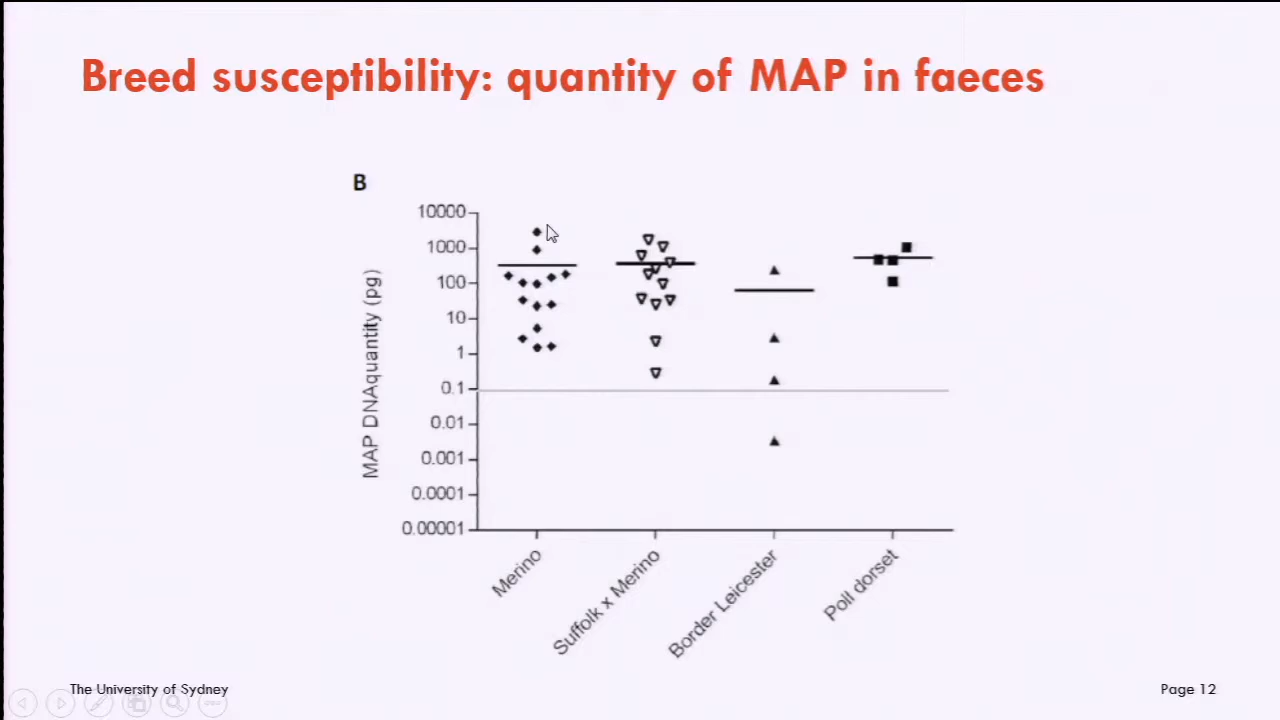 Breed susceptibility: quantity of MAP in faeces
B
10000
1000
100
10
1
0.1
0.01
0.001
0.0001
0.00001
MAP DNAquantity (pg)
Merino
Suffolk x Merino
Border Leicester
Poll dorset
The University of Sydney
Page 12